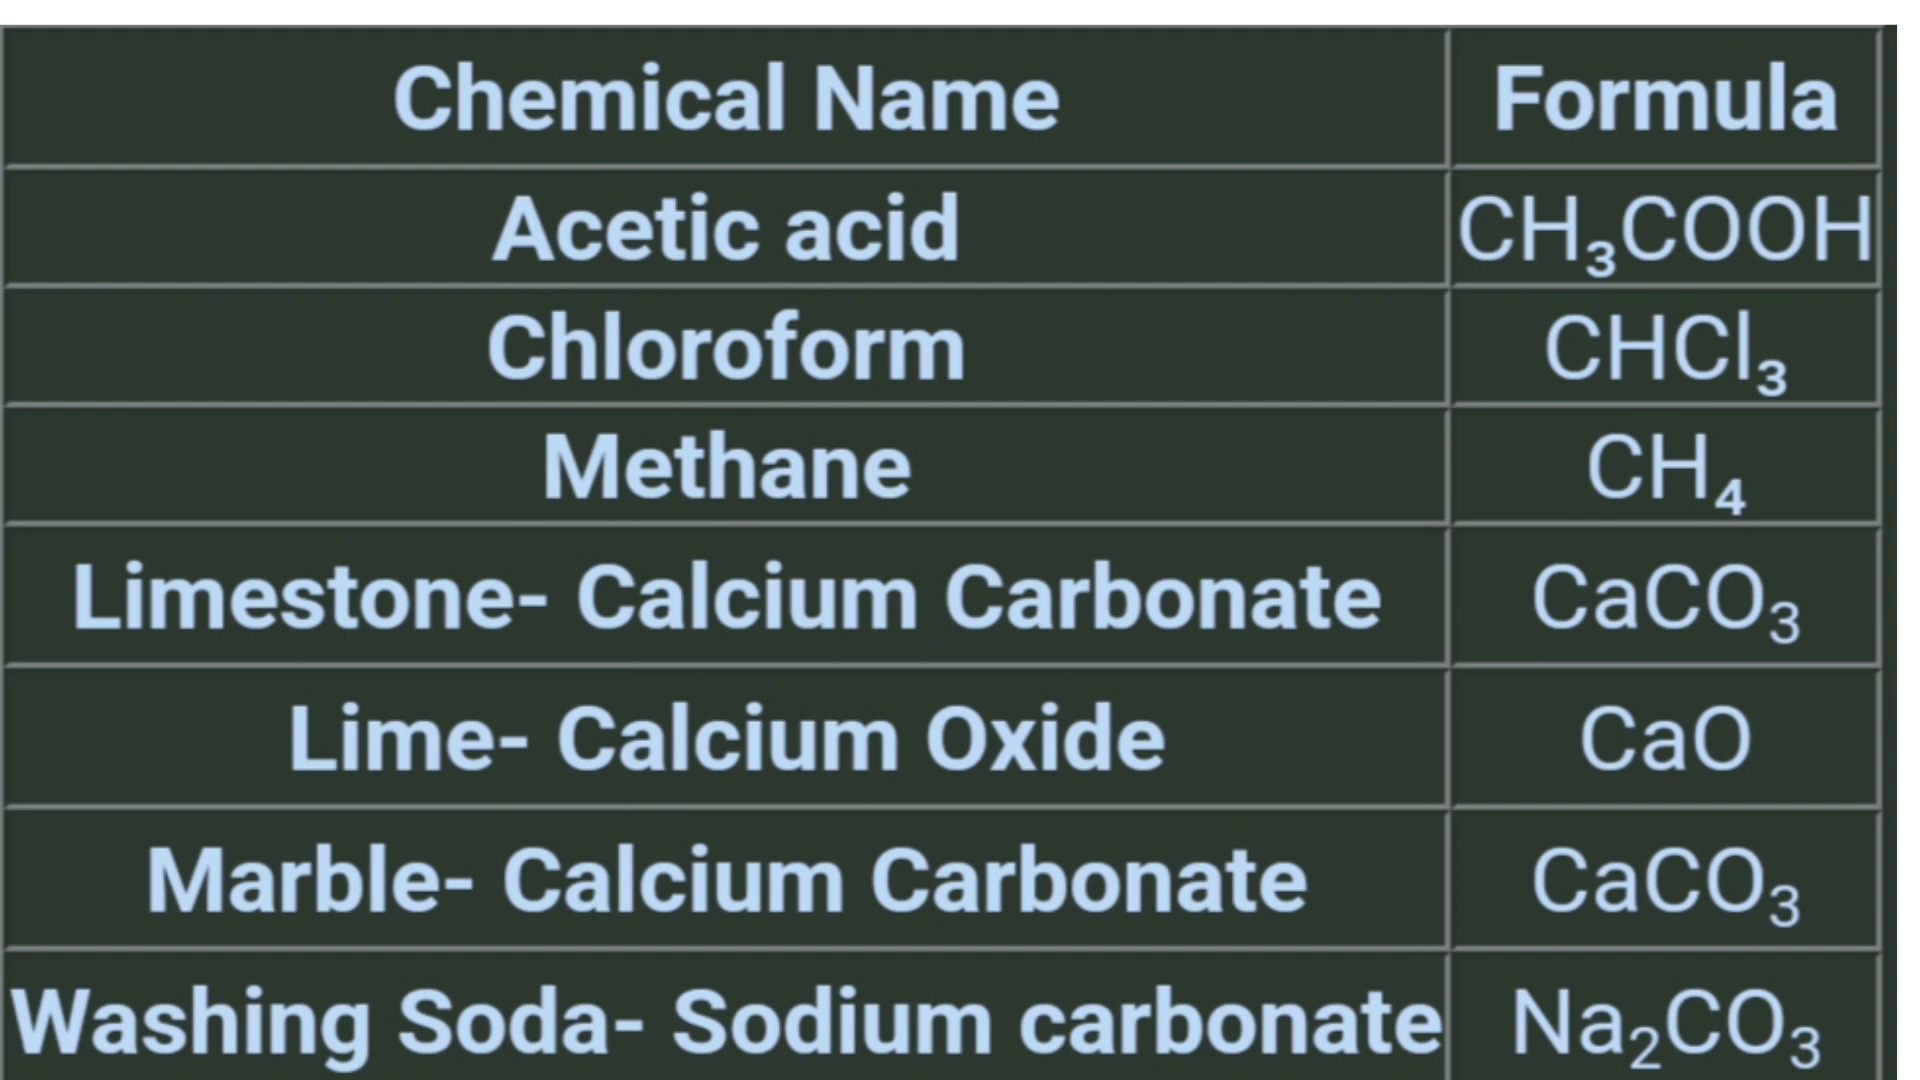 Chemical Name Formula
Acetic acid CH₃COOH
Chloroform CHCl₃
Methane CH₄
Limestone- Calcium Carbonate CaCO₃
Lime- Calcium Oxide CaO
Marble- Calcium Carbonate CaCO₃
Washing Soda- Sodium carbonate Na₂CO₃